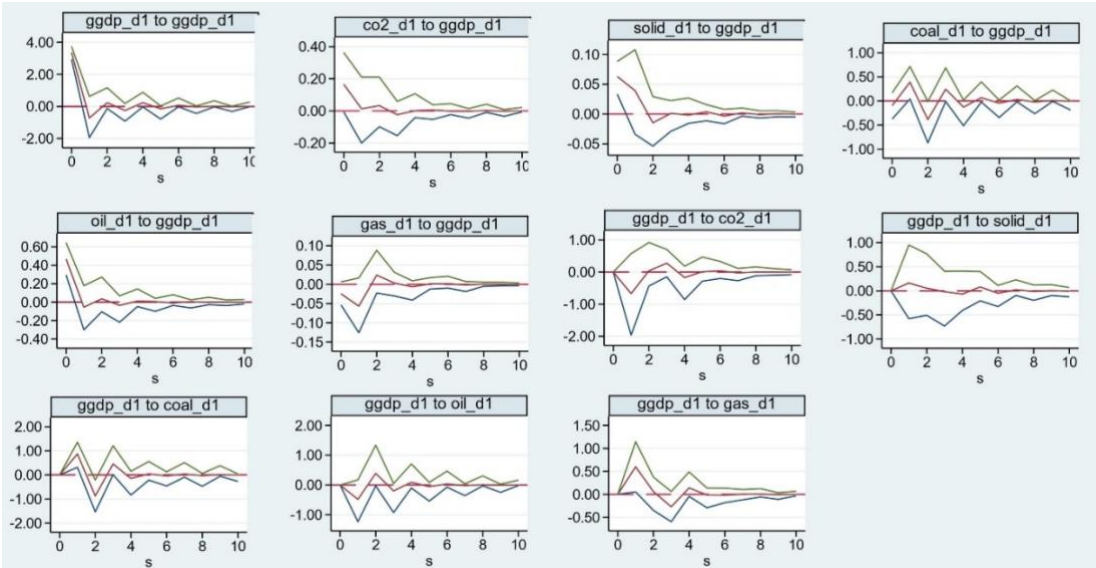 ggdp_d1 to ggdp_d1
4.00
2.00
0.00
-2.00
0 2 4 6 8 10
s
co2_d1 to ggdp_d1
0.40
0.20
0.00
-0.20
0 2 4 6 8 10
s
solid_d1 to ggdp_d1
0.10
0.05
0.00
-0.05
0 2 4 6 8 10
s
coal_d1 to ggdp_d1
1.00
0.50
0.00
-0.50
-1.00
0 2 4 6 8 10
s
oil_d1 to ggdp_d1
0.60
0.40
0.20
0.00
-0.20
-0.40
0 2 4 6 8 10
s
gas_d1 to ggdp_d1
0.10
0.05
0.00
-0.05
-0.10
-0.15
0 2 4 6 8 10
s
ggdp_d1 to co2_d1
1.00
0.00
-1.00
-2.00
0 2 4 6 8 10
s
ggdp_d1 to solid_d1
1.00
0.50
0.00
-0.50
-1.00
0 2 4 6 8 10
s
ggdp_d1 to coal_d1
2.00
1.00
0.00
-1.00
-2.00
0 2 4 6 8 10
s
ggdp_d1 to oil_d1
2.00
1.00
0.00
-1.00
0 2 4 6 8 10
s
ggdp_d1 to gas_d1
1.50
1.00
0.50
0.00
-0.50
0 2 4 6 8 10
s